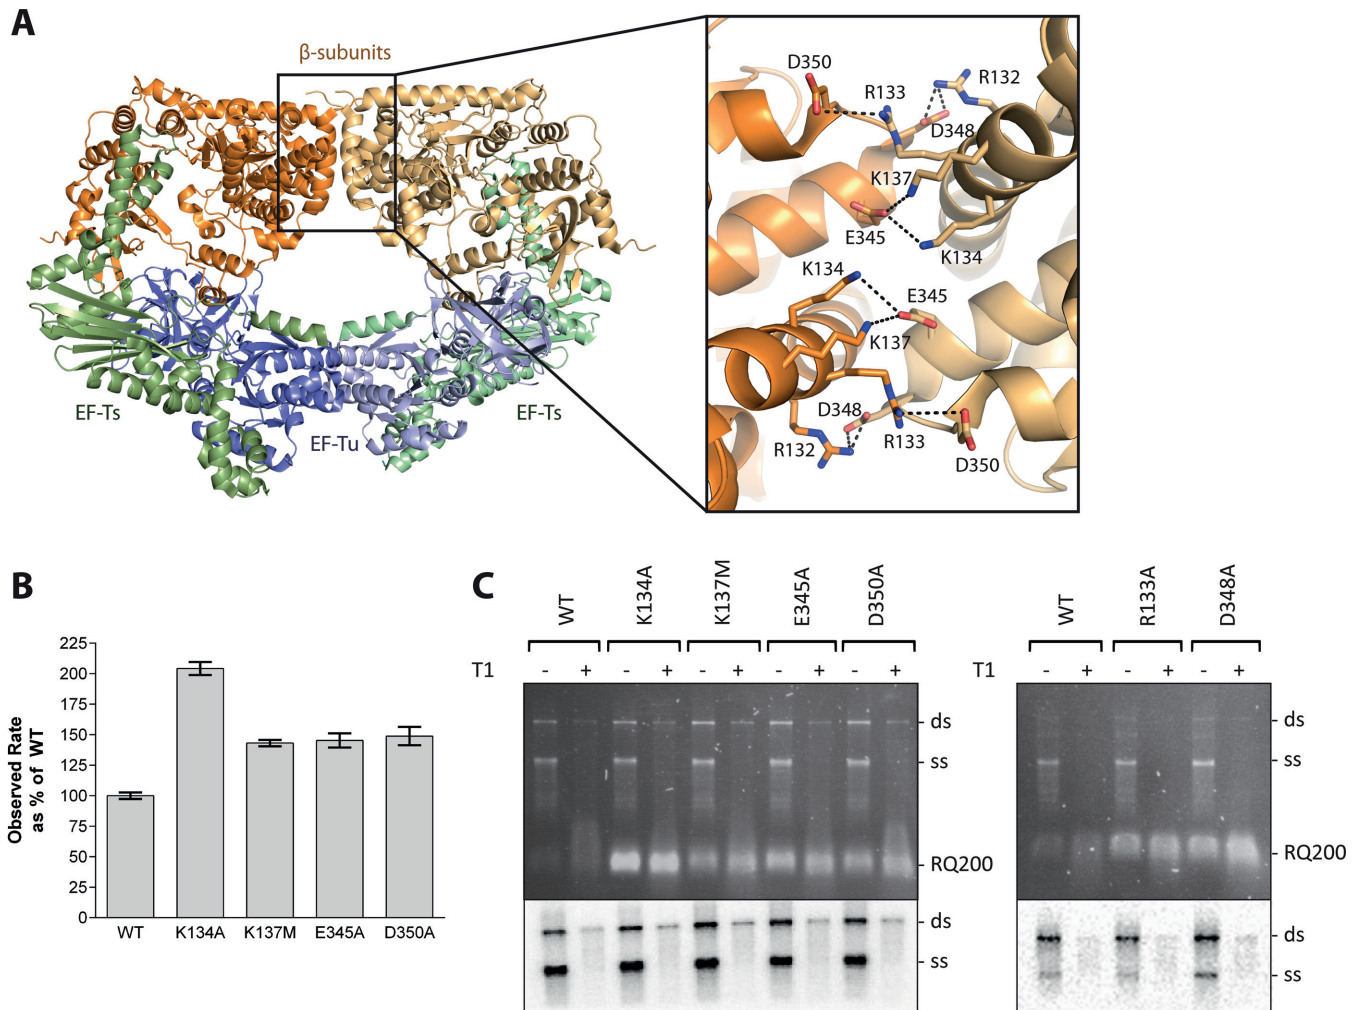 A
β-subunits
EF-Ts
EF-Tu
EF-Ts
D350
R133
R132
D348
K137
E345
K134
K134
E345
K137
D348
R132
R133
D350
B
Observed Rate
as % of WT
225
200
175
150
125
100
75
50
25
0
WT K134A K137M E345A D350A
C
WT K134A K137M E345A D350A WT R133A D348A
T1 - + - + - + - + - + T1 - + - + - +
ds ds
ss ss
RQ200 RQ200
ds ds
ss ss